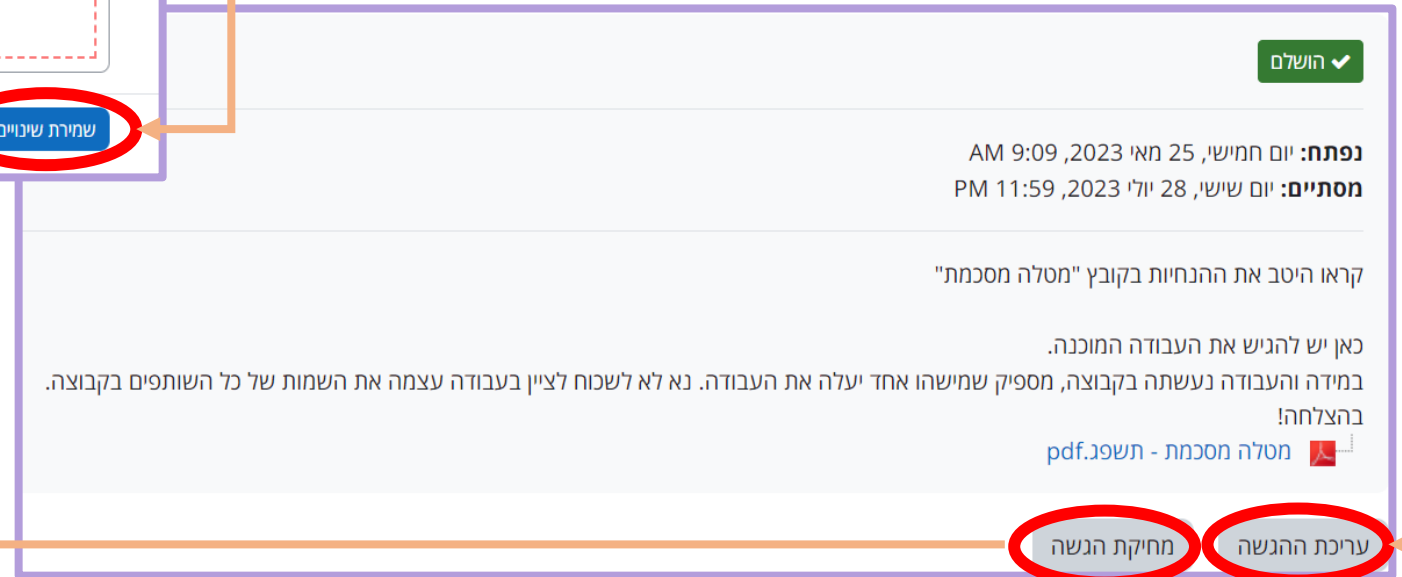 ✔ הושלם
שמירת שינויים
נפתח: יום חמישי, 25 מאי 2023, 9:09 AM
מסתיים: יום שישי, 28 יולי 2023, 11:59 PM
קראו היטב את ההנחיות בקובץ "מטלה מסכמת"
כאן יש להגיש את העבודה המוכנה.
במידה והעבודה נעשתה בקבוצה, מספיק שמישהו אחד יעלה את העבודה. נא לא לשכוח לציין בעבודה עצמה את השמות של כל השותפים בקבוצה.
בהצלחה!
מטלה מסכמת - תשפג.pdf
עריכת ההגשה
מחיקת הגשה